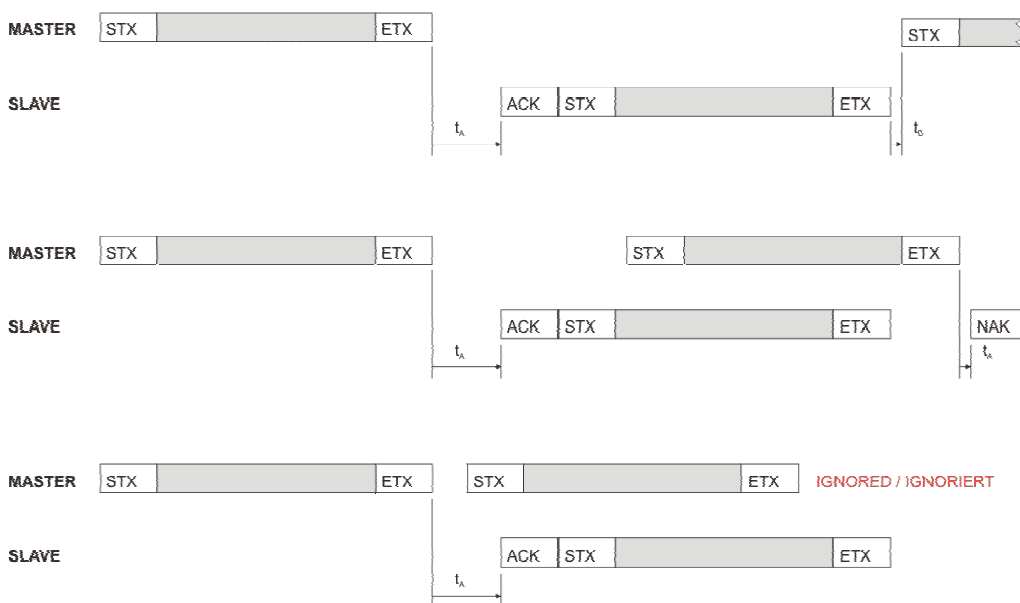 MASTER STX ETX STX
SLAVE ACK STX ETX
tA tB
MASTER STX ETX STX ETX
SLAVE ACK STX ETX NAK
tA tA
MASTER STX ETX STX ETX IGNORED / IGNORIERT
SLAVE ACK STX ETX
tA